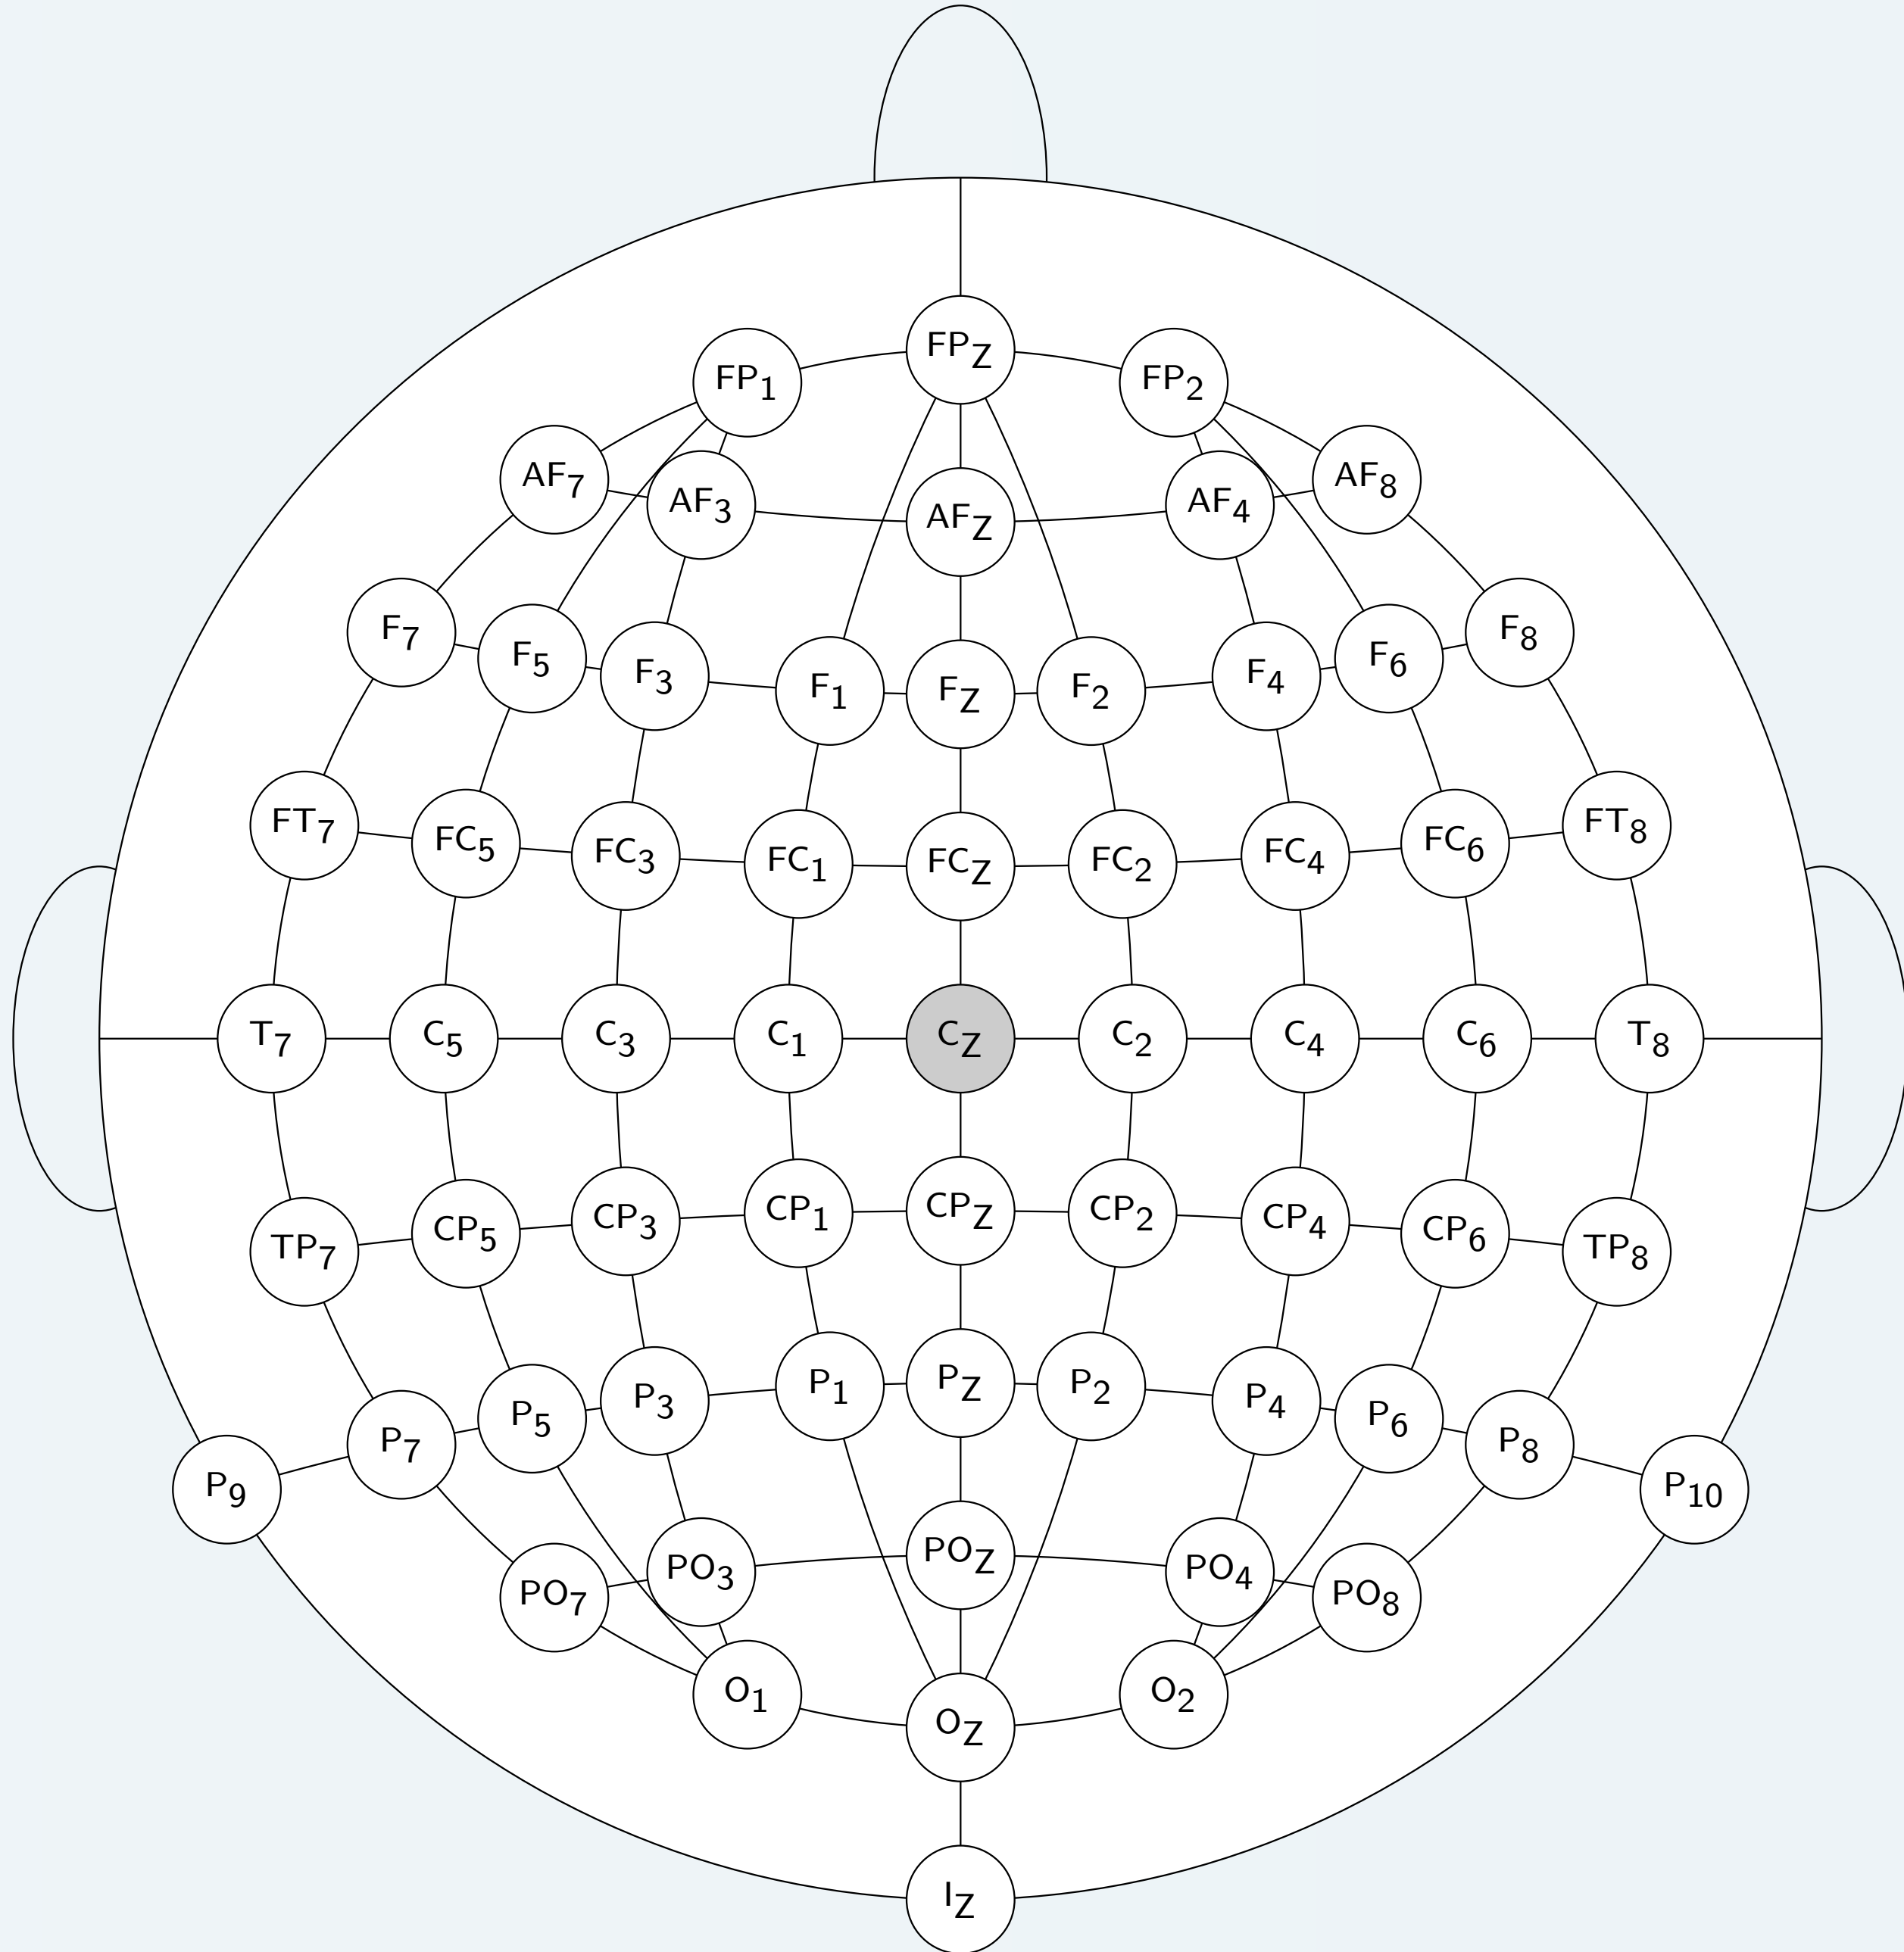 FPZ
FP1 FP2
AF7 AF3 AFZ AF4 AF8
F7 F5 F3 F1 FZ F2 F4 F6 F8
FT7 FC5 FC3 FC1 FCZ FC2 FC4 FC6 FT8
T7 C5 C3 C1 CZ C2 C4 C6 T8
TP7 CP5 CP3 CP1 CPZ CP2 CP4 CP6 TP8
P9 P7 P5 P3 P1 PZ P2 P4 P6 P8 P10
PO7 PO3 POZ PO4 PO8
O1 OZ O2
IZ